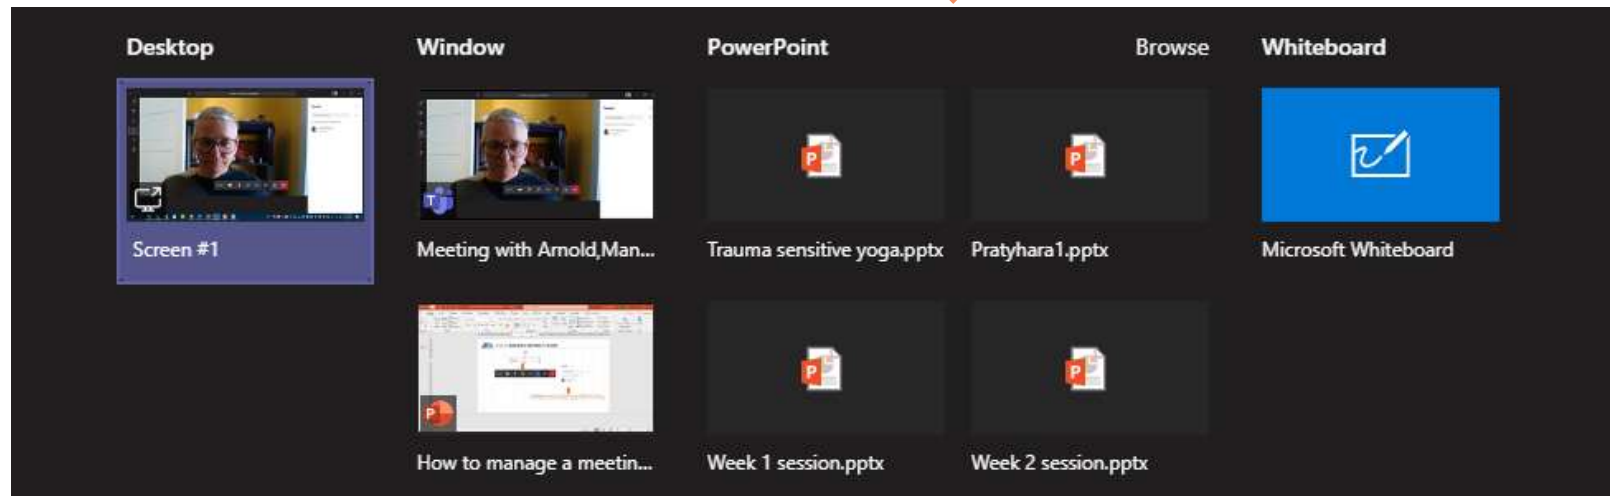 Desktop
Window
PowerPoint
Browse
Whiteboard
Screen #1
Meeting with Arnold,Man...
Trauma sensitive yoga.pptx
Pratyhara1.pptx
Microsoft Whiteboard
How to manage a meetin...
Week 1 session.pptx
Week 2 session.pptx